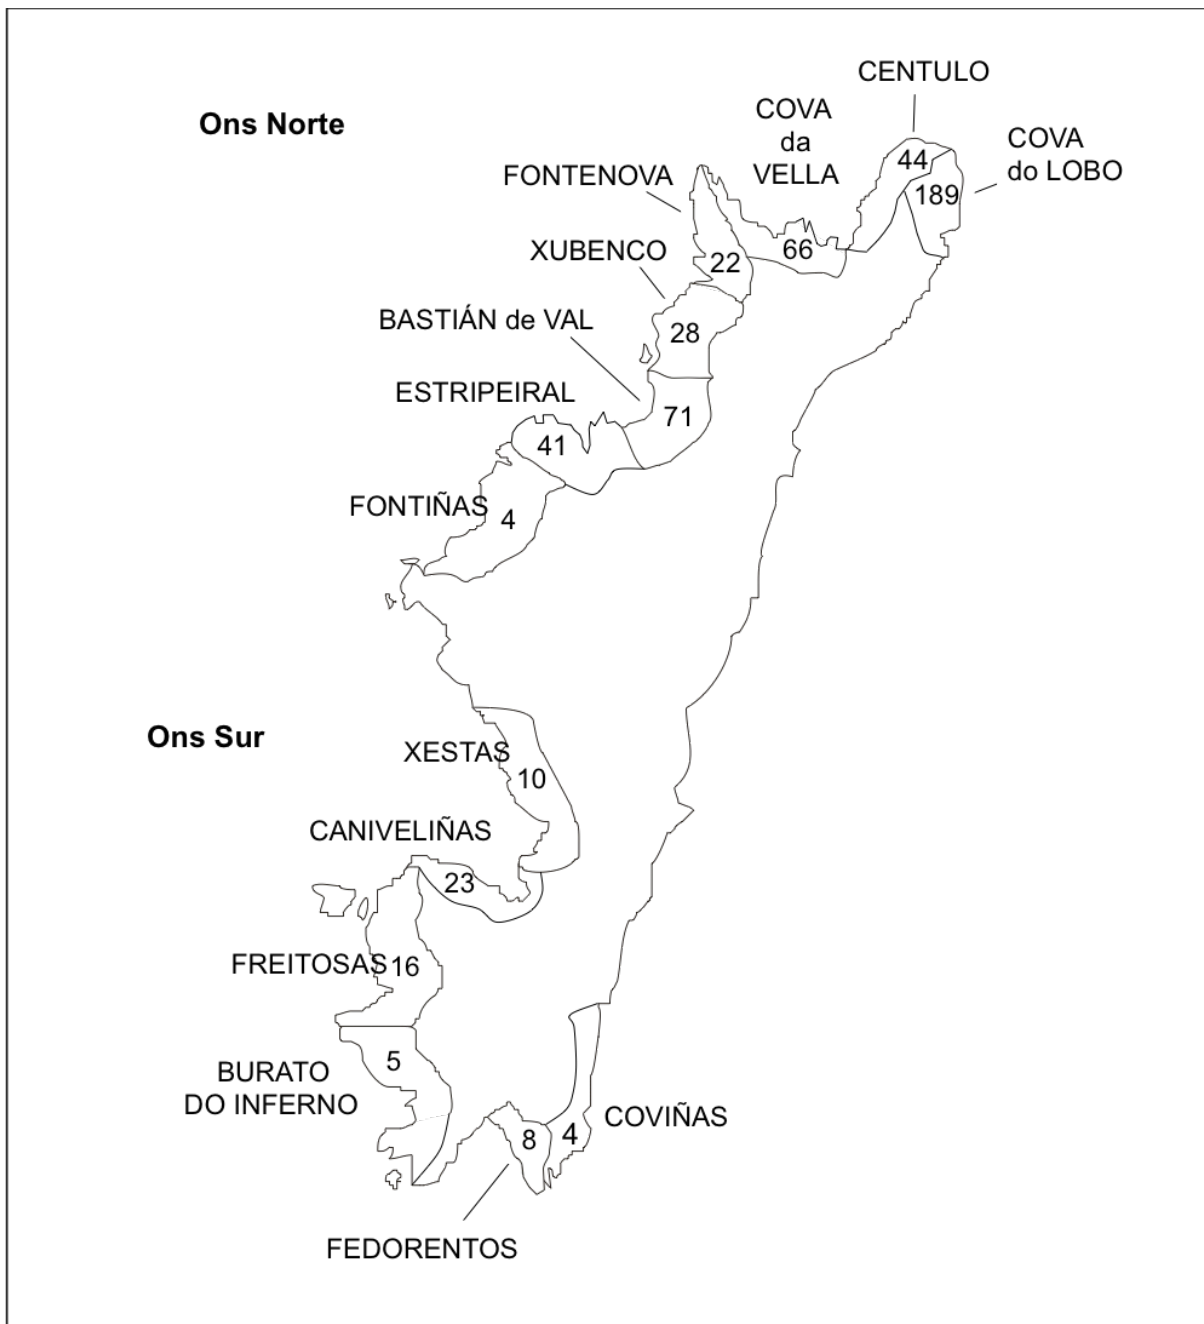 CENTULO
Ons Norte
COVA
da
VELLA
COVA
do LOBO
44
189
FONTENOVA
66
22
XUBENCO
28
BASTIÁN de VAL
71
ESTRIPEIRAL
41
FONTIÑAS
4
Ons Sur
XESTAS
10
CANIVELIÑAS
23
FREITOSAS
16
BURATO
DO INFERNO
5
COVIÑAS
4
8
FEDORENTOS